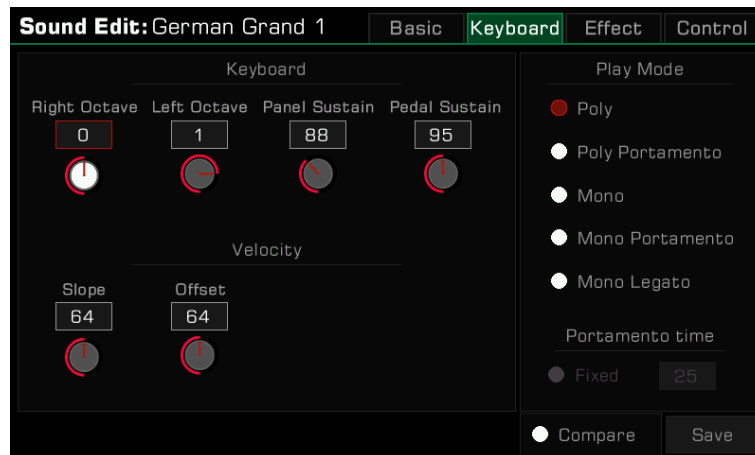 Sound Edit: German Grand 1 Basic Keyboard Effect Control
Keyboard
Right Octave Left Octave Panel Sustain Pedal Sustain
0 1 88 95
Velocity
Slope Offset
64 64
Play Mode
Poly
Poly Portamento
Mono
Mono Portamento
Mono Legato
Portamento time
Fixed 25
Compare Save